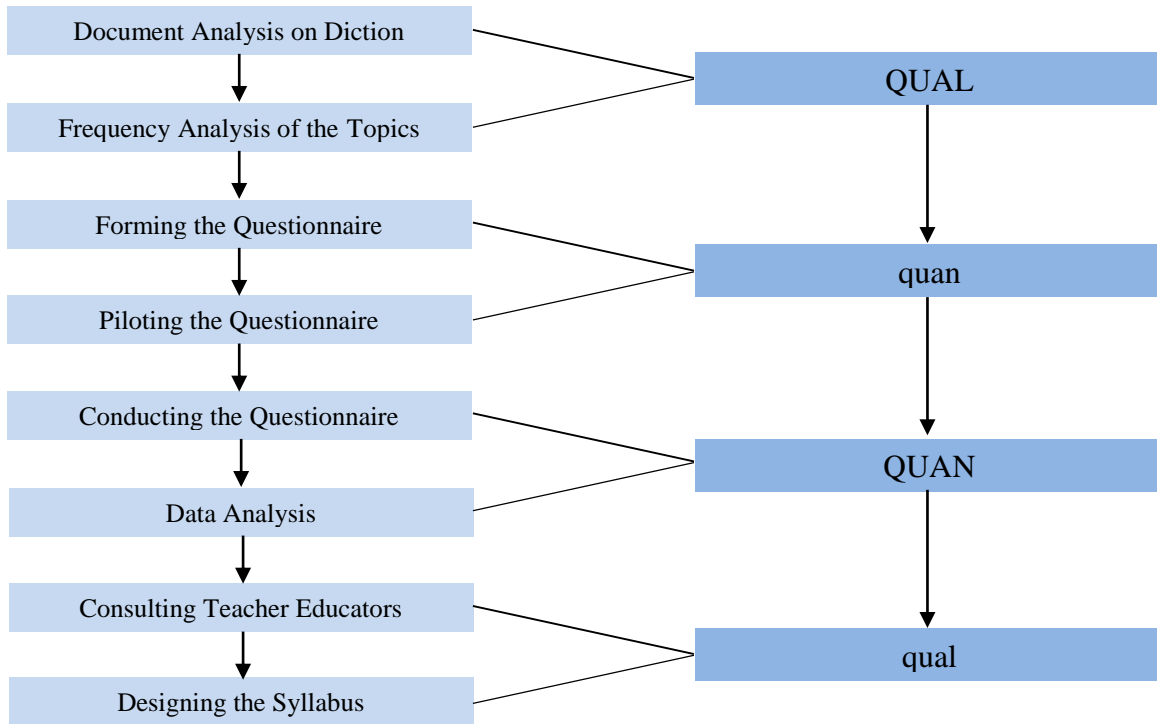 Document Analysis on Diction
QUAL
Frequency Analysis of the Topics
Forming the Questionnaire
quan
Piloting the Questionnaire
Conducting the Questionnaire
QUAN
Data Analysis
Consulting Teacher Educators
qual
Designing the Syllabus